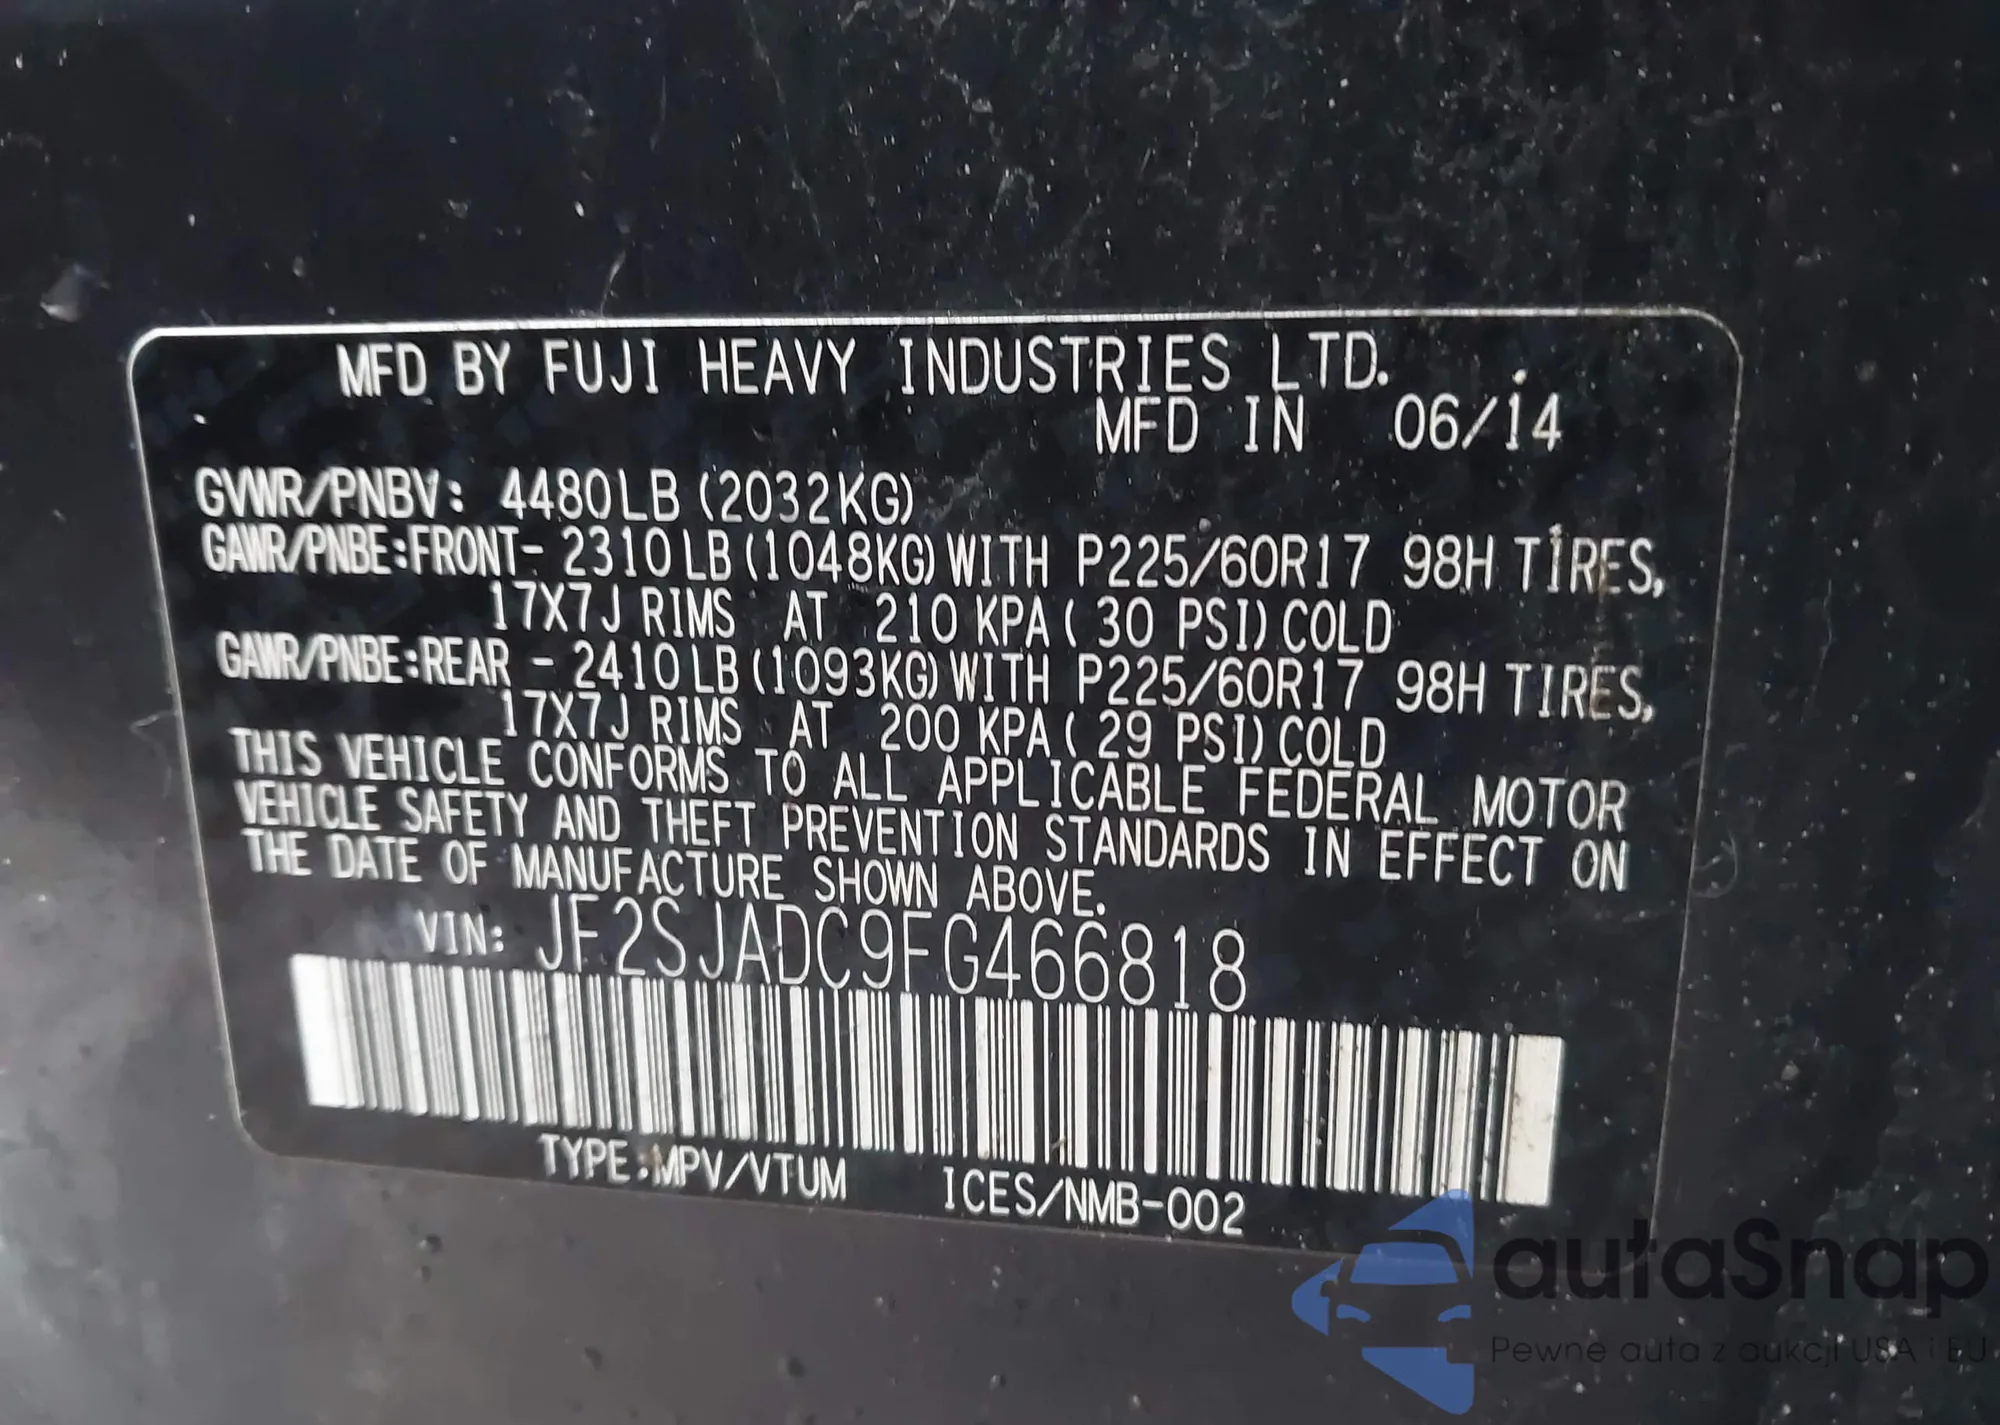 MFD BY FUJI HEAVY INDUSTRIES LTD.
MFD IN 06/14
GVWR/PNBV: 4480LB (2032KG)
GAWR/PNBE:FRONT- 2310LB (1048KG) WITH P225/60R17 98H TIRES,
17X7J RIMS AT 210 KPA ( 30 PSI) COLD
GAWR/PNBE:REAR - 2410LB (1093KG) WITH P225/60R17 98H TIRES,
17X7J RIMS AT 200 KPA ( 29 PSI) COLD
THIS VEHICLE CONFORMS TO ALL APPLICABLE FEDERAL MOTOR
VEHICLE SAFETY AND THEFT PREVENTION STANDARDS IN EFFECT ON
THE DATE OF MANUFACTURE SHOWN ABOVE.
VIN: JF2SJADC9FG466818
TYPE:MPV/VTUM ICES/NMB-002
autaSnap
Pewne auta z aukcji USA i EU